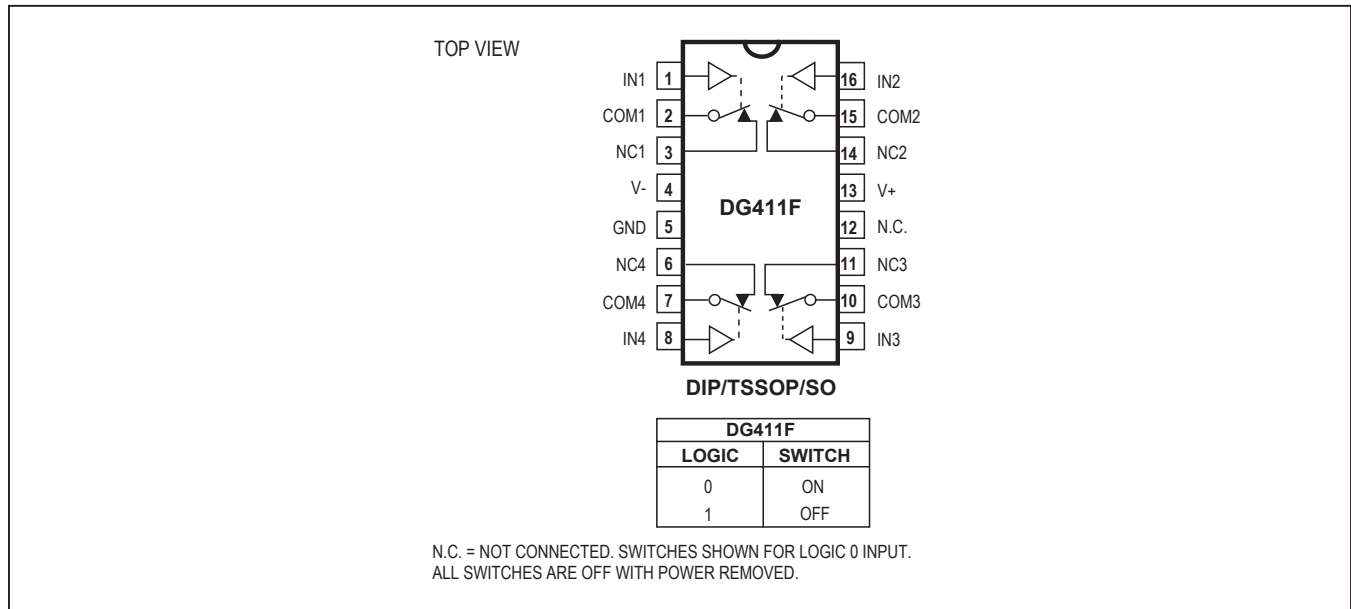 TOP VIEW
IN1 1 16 IN2
COM1 2 15 COM2
NC1 3 14 NC2
V- 4 13 V+
DG411F
GND 5 12 N.C.
NC4 6 11 NC3
COM4 7 10 COM3
IN4 8 9 IN3
DIP/TSSOP/SO
DG411F
LOGIC SWITCH
0 ON
1 OFF
N.C. = NOT CONNECTED. SWITCHES SHOWN FOR LOGIC 0 INPUT.
ALL SWITCHES ARE OFF WITH POWER REMOVED.